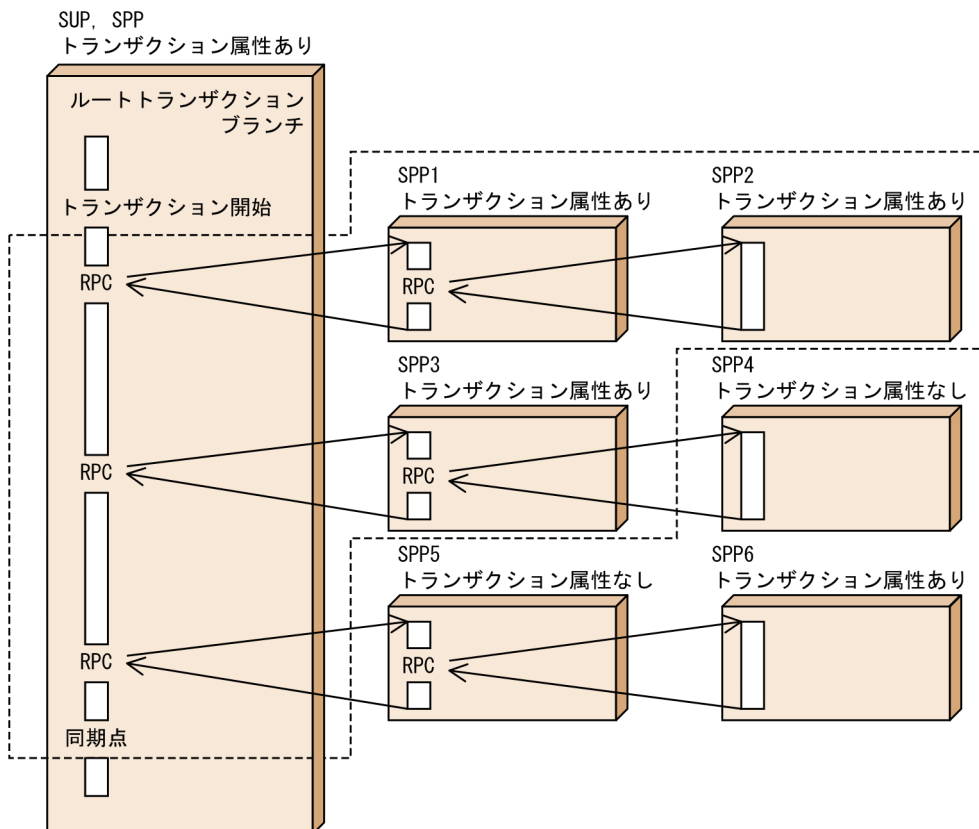 SUP, SPP
トランザクション属性あり
ルートトランザクション
ブランチ
トランザクション開始
RPC
RPC
RPC
同期点
SPP1
トランザクション属性あり
RPC
SPP2
トランザクション属性あり
SPP3
トランザクション属性あり
RPC
SPP4
トランザクション属性なし
SPP5
トランザクション属性なし
RPC
SPP6
トランザクション属性あり